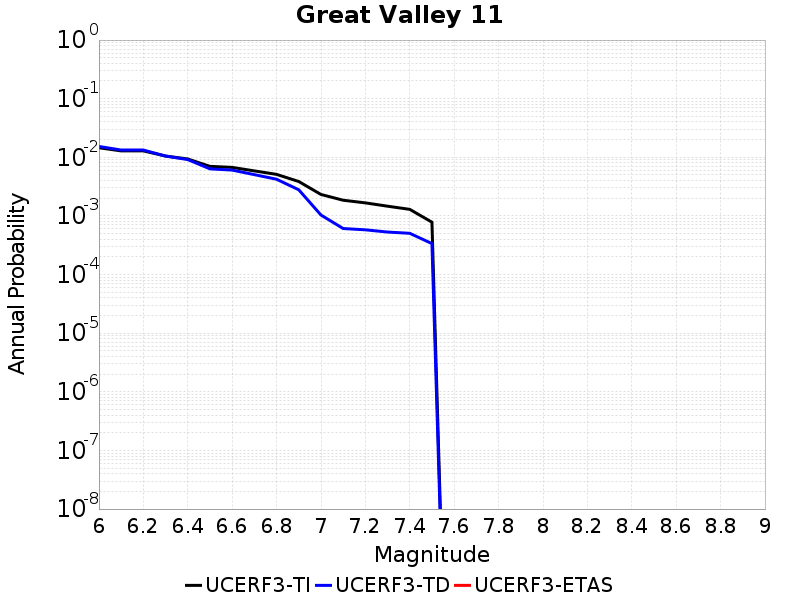 Great Valley 11
10^0
10^-1
10^-2
10^-3
10^-4
10^-5
10^-6
10^-7
10^-8
Annual Probability
6 6.2 6.4 6.6 6.8 7 7.2 7.4 7.6 7.8 8 8.2 8.4 8.6 8.8 9
Magnitude
UCERF3-TI UCERF3-TD UCERF3-ETAS